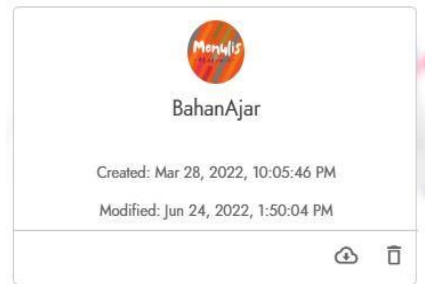 Menulis
BahanAjar
Created: Mar 28, 2022, 10:05:46 PM
Modified: Jun 24, 2022, 1:50:04 PM